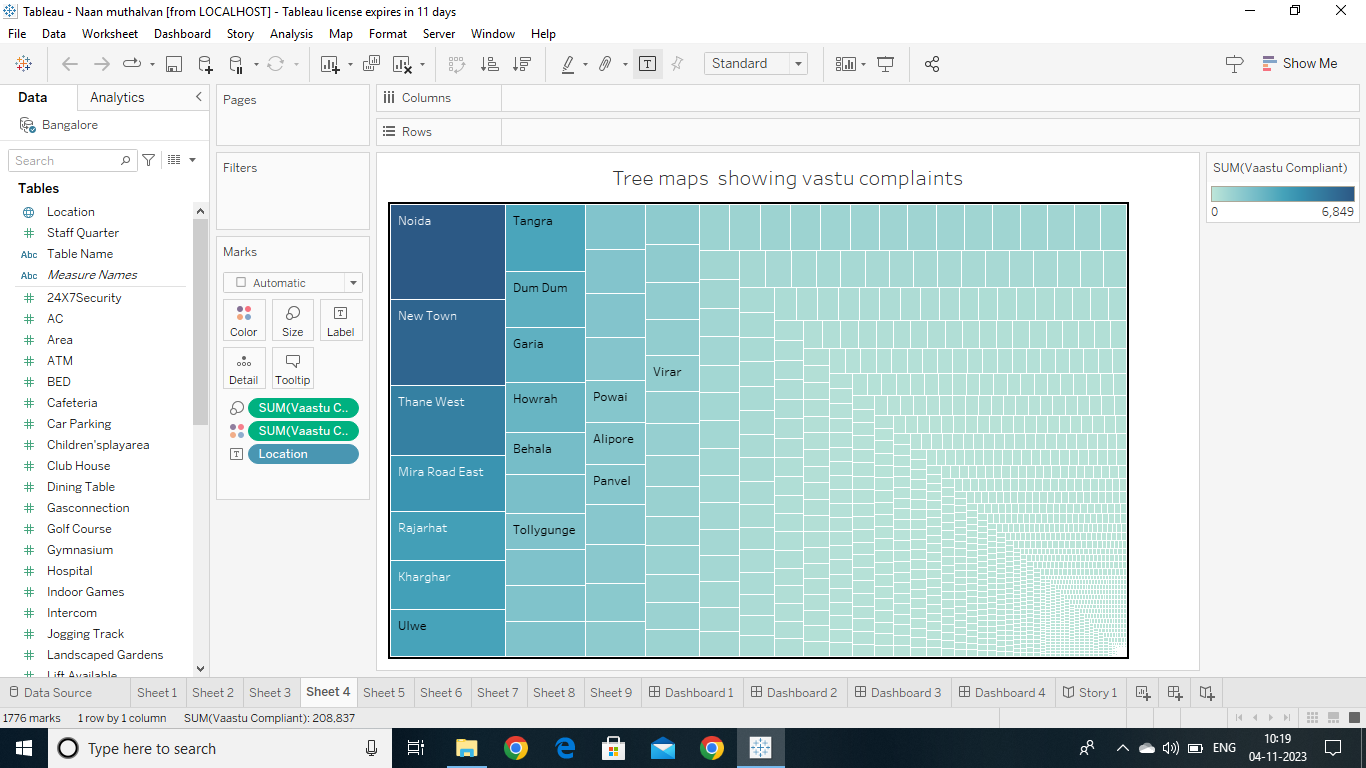 Tableau - Naan muthalvan [from LOCALHOST] - Tableau license expires in 11 days
File Data Worksheet Dashboard Story Analysis Map Format Server Window Help
Standard
Show Me
Data Analytics
Bangalore
Search
Tables
Location
Staff Quarter
Abc Table Name
Abc Measure Names
24X7Security
AC
Area
ATM
BED
Cafeteria
Car Parking
Children'splayarea
Club House
Dining Table
Gasconnection
Golf Course
Gymnasium
Hospital
Indoor Games
Intercom
Jogging Track
Landscaped Gardens
Lift Available
Pages
Filters
Marks
Automatic
Color Size Label
Detail Tooltip
SUM(Vaastu C..
SUM(Vaastu C..
Location
Columns
Rows
Tree maps showing vastu complaints
Noida
New Town
Thane West
Mira Road East
Rajarhat
Kharghar
Ulwe
Tangra
Dum Dum
Garia
Howrah
Behala
Tollygunge
Powai
Alipore
Panvel
Virar
SUM(Vaastu Compliant)
0 6,849
Data Source Sheet 1 Sheet 2 Sheet 3 Sheet 4 Sheet 5 Sheet 6 Sheet 7 Sheet 8 Sheet 9 Dashboard 1 Dashboard 2 Dashboard 3 Dashboard 4 Story 1
1776 marks 1 row by 1 column SUM(Vaastu Compliant): 208,837
Type here to search
ENG
10:19
04-11-2023